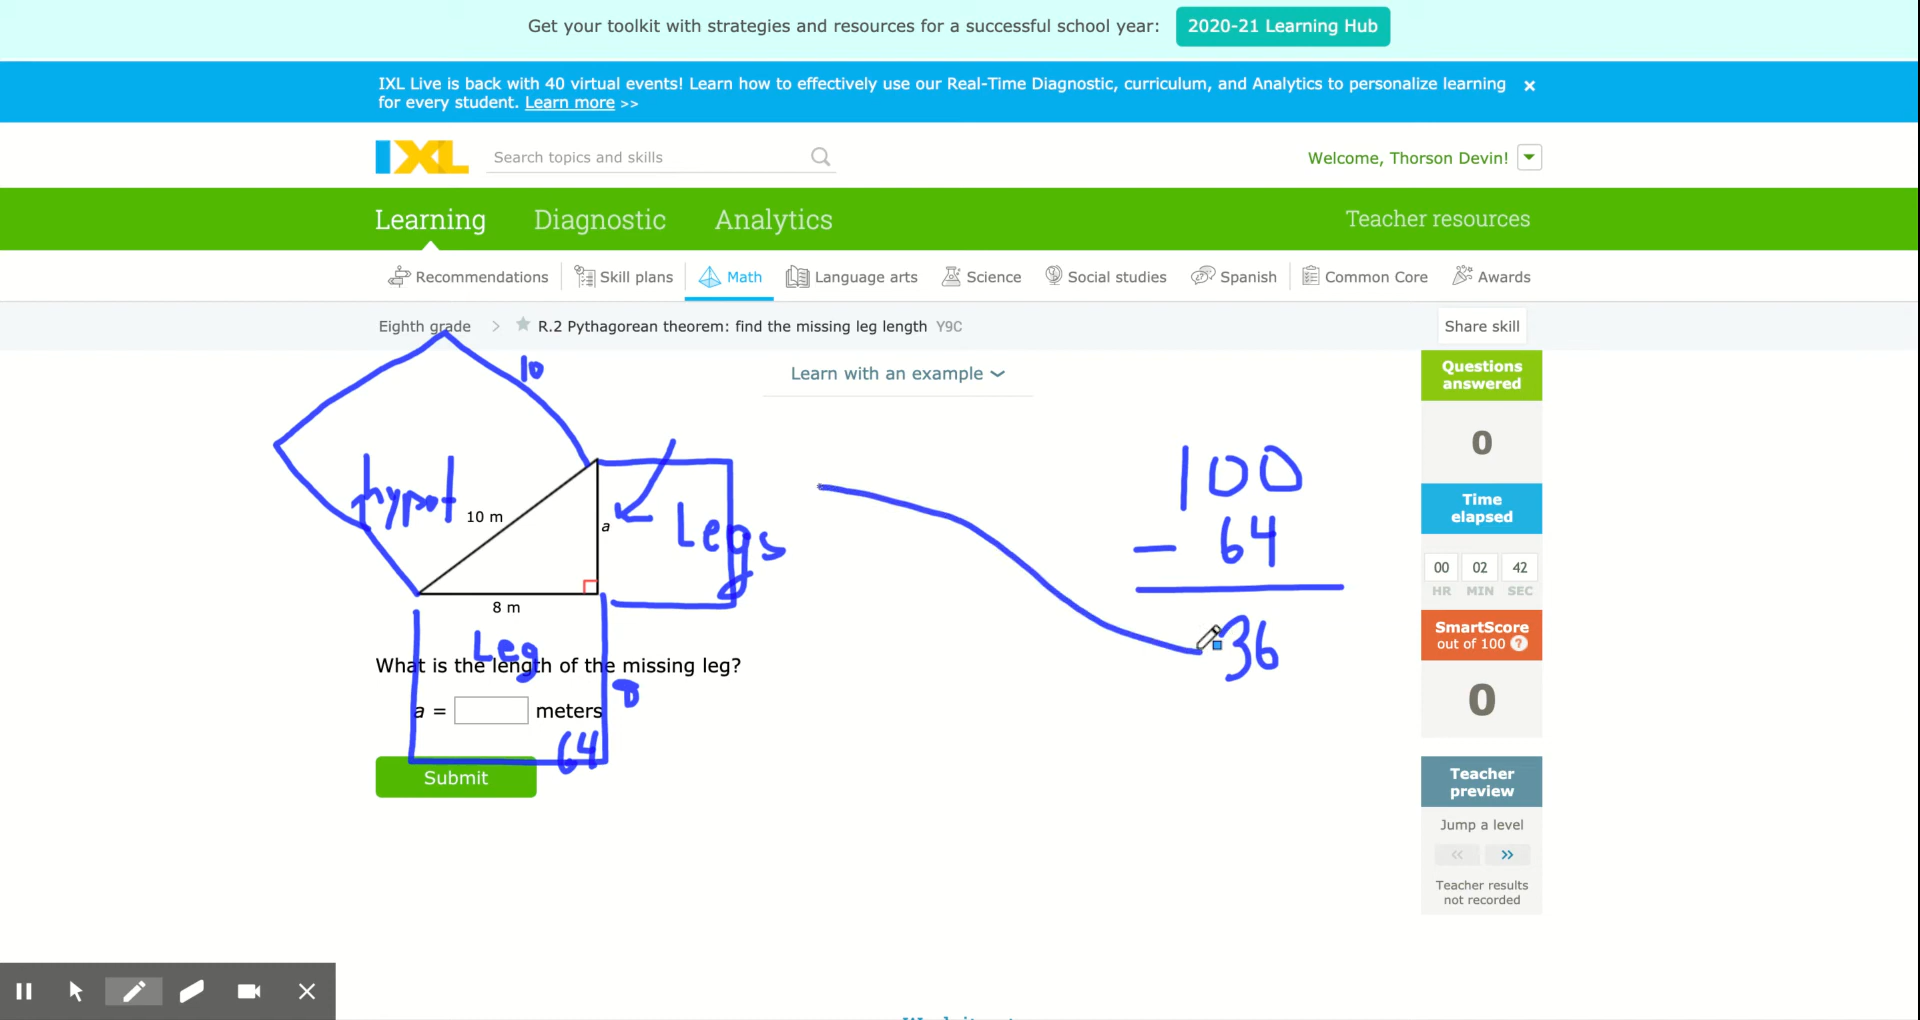 Get your toolkit with strategies and resources for a successful school year: 2020-21 Learning Hub
IXL Live is back with 40 virtual events! Learn how to effectively use our Real-Time Diagnostic, curriculum, and Analytics to personalize learning
for every student. Learn more >>
IXL Search topics and skills Welcome, Thorson Devin!
Learning Diagnostic Analytics Teacher resources
Recommendations Skill plans Math Language arts Science Social studies Spanish Common Core Awards
Eighth grade > R.2 Pythagorean theorem: find the missing leg length Y9C Share skill
Learn with an example
Questions
answered
0
Time
elapsed
00 02 42
HR MIN SEC
SmartScore
out of 100 ?
0
Teacher
preview
Jump a level
Teacher results
not recorded
10
hypot
10 m
a
Legs
8 m
Leg
8
64
100
- 64
36
What is the length of the missing leg?
a = meters
Submit